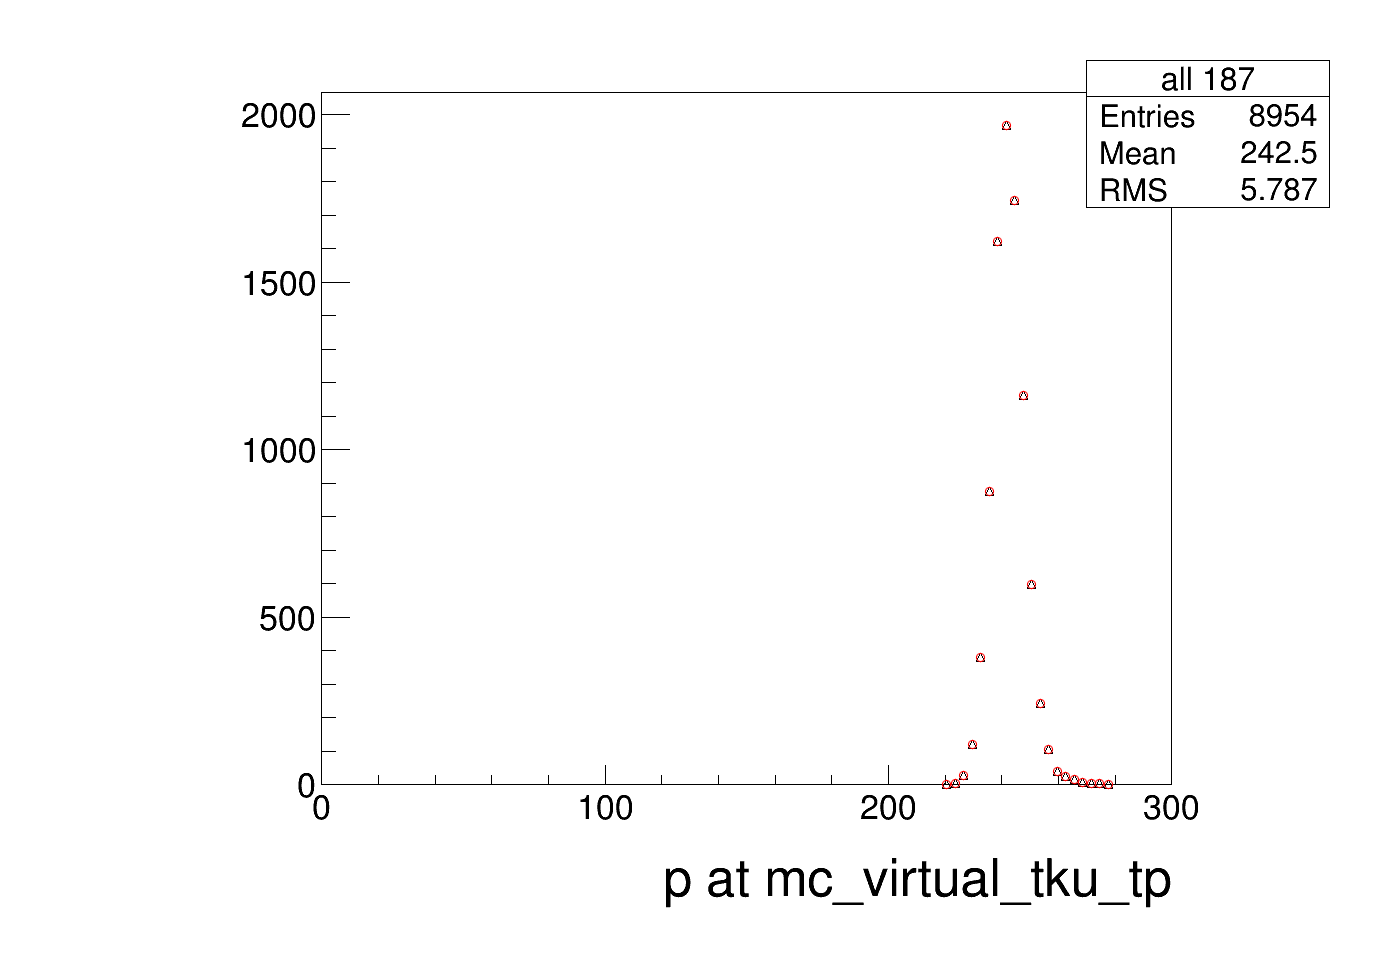 all 187
Entries 8954
Mean 242.5
RMS 5.787
2000
1500
1000
500
0
0 100 200 300
p at mc_virtual_tku_tp